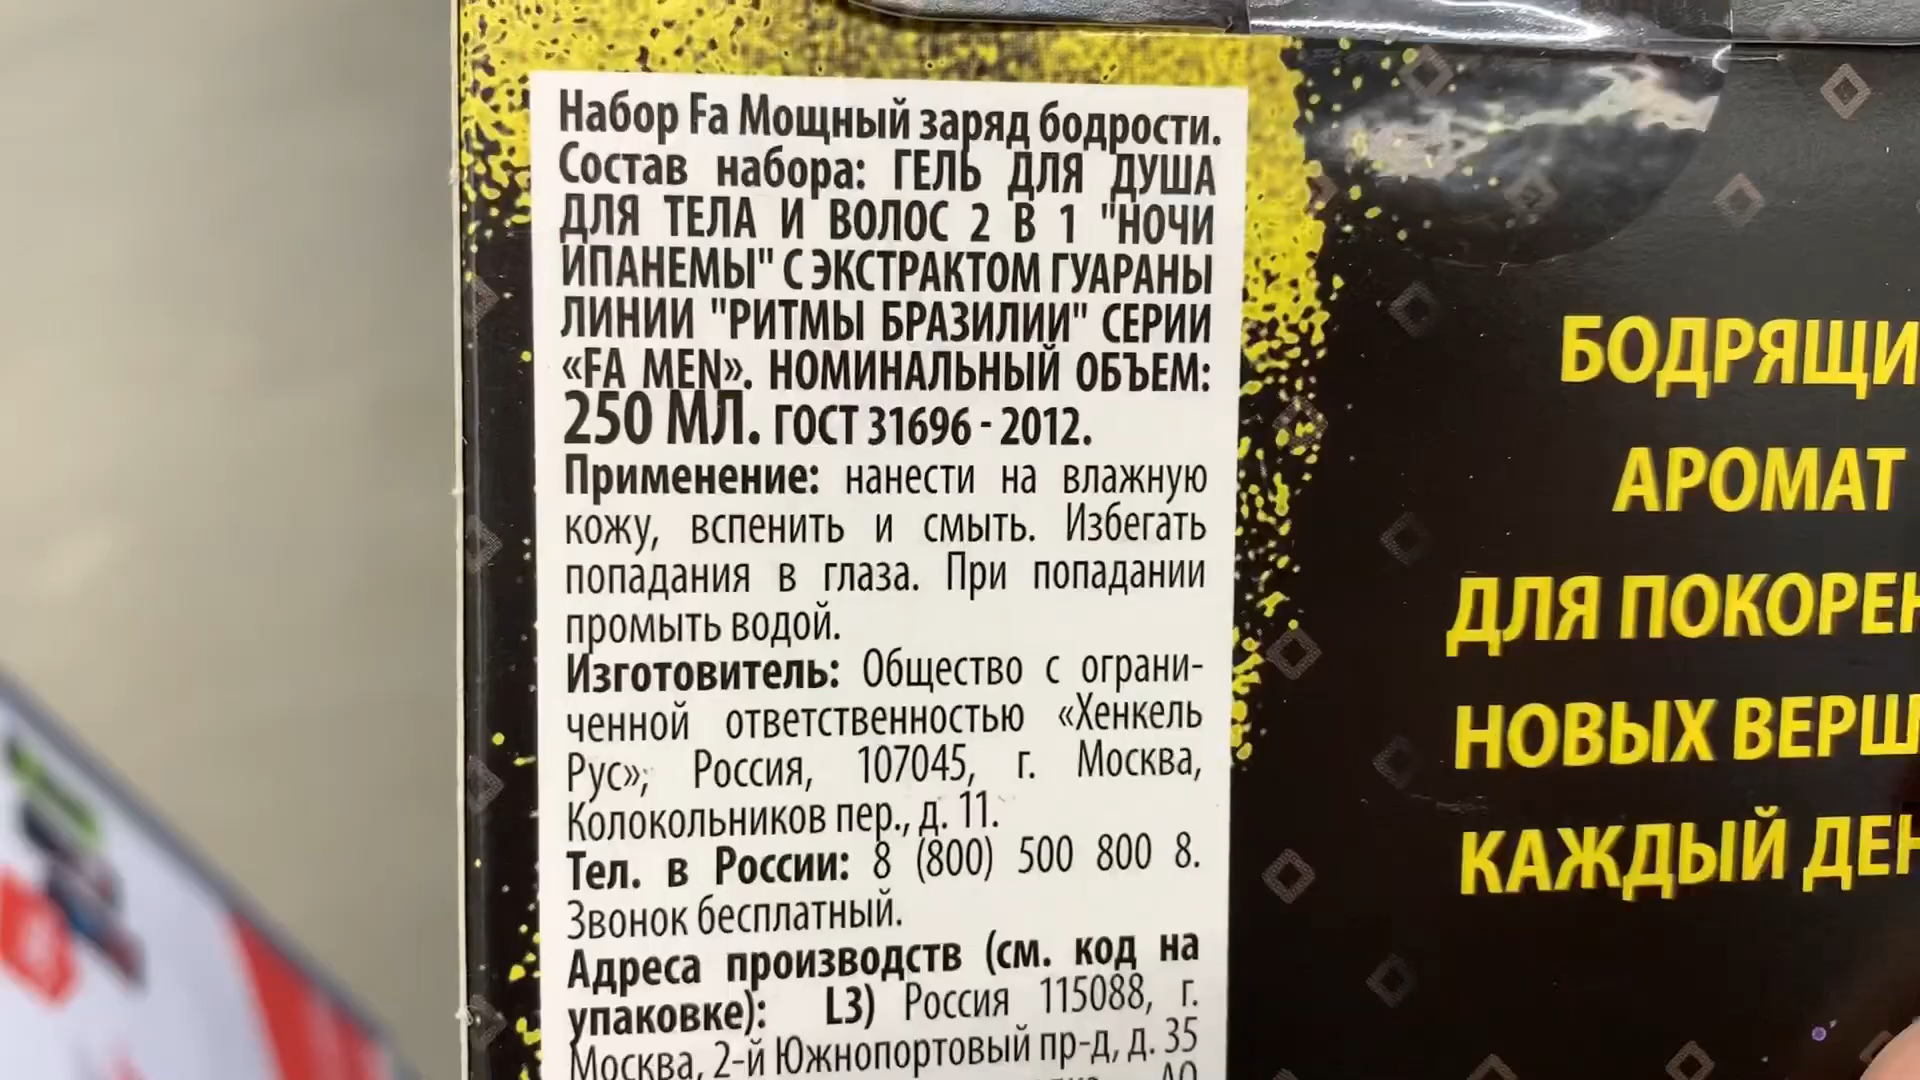 Набор Fa Мощный заряд бодрости.
Состав набора: ГЕЛЬ ДЛЯ ДУША
ДЛЯ ТЕЛА И ВОЛОС 2 В 1 "НОЧИ
ИПАНЕМЫ" С ЭКСТРАКТОМ ГУАРАНЫ
ЛИНИИ "РИТМЫ БРАЗИЛИИ" СЕРИИ
«FA MEN». НОМИНАЛЬНЫЙ ОБЪЕМ:
250 МЛ. ГОСТ 31696 - 2012.
Применение: нанести на влажную
кожу, вспенить и смыть. Избегать
попадания в глаза. При попадании
промыть водой.
Изготовитель: Общество с ограни-
ченной ответственностью «Хенкель
Рус»; Россия, 107045, г. Москва,
Колокольников пер., д. 11.
Тел. в России: 8 (800) 500 800 8.
Звонок бесплатный.
Адреса производств (см. код на
упаковке): L3) Россия 115088, г.
Москва, 2-й Южнопортовый пр-д, д. 35
АО
БОДРЯЩИ
АРОМАТ
ДЛЯ ПОКОРЕН
НОВЫХ ВЕРШ
КАЖДЫЙ ДЕН